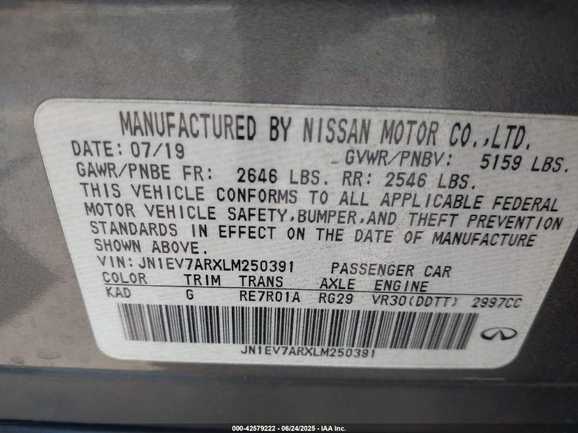 MANUFACTURED BY NISSAN MOTOR CO.,LTD.
DATE: 07/19 GVWR/PNBV: 5159 LBS.
GAWR/PNBE FR: 2646 LBS. RR: 2546 LBS.
THIS VEHICLE CONFORMS TO ALL APPLICABLE FEDERAL
MOTOR VEHICLE SAFETY,BUMPER,AND THEFT PREVENTION
STANDARDS IN EFFECT ON THE DATE OF MANUFACTURE
SHOWN ABOVE.
VIN: JN1EV7ARXLM250391 PASSENGER CAR
COLOR TRIM TRANS AXLE ENGINE
KAD G RE7R01A RG29 VR30(DDTT) 2997CC
JN1EV7ARXLM250391
000-42579222 - 06/24/2025 - IAA Inc.